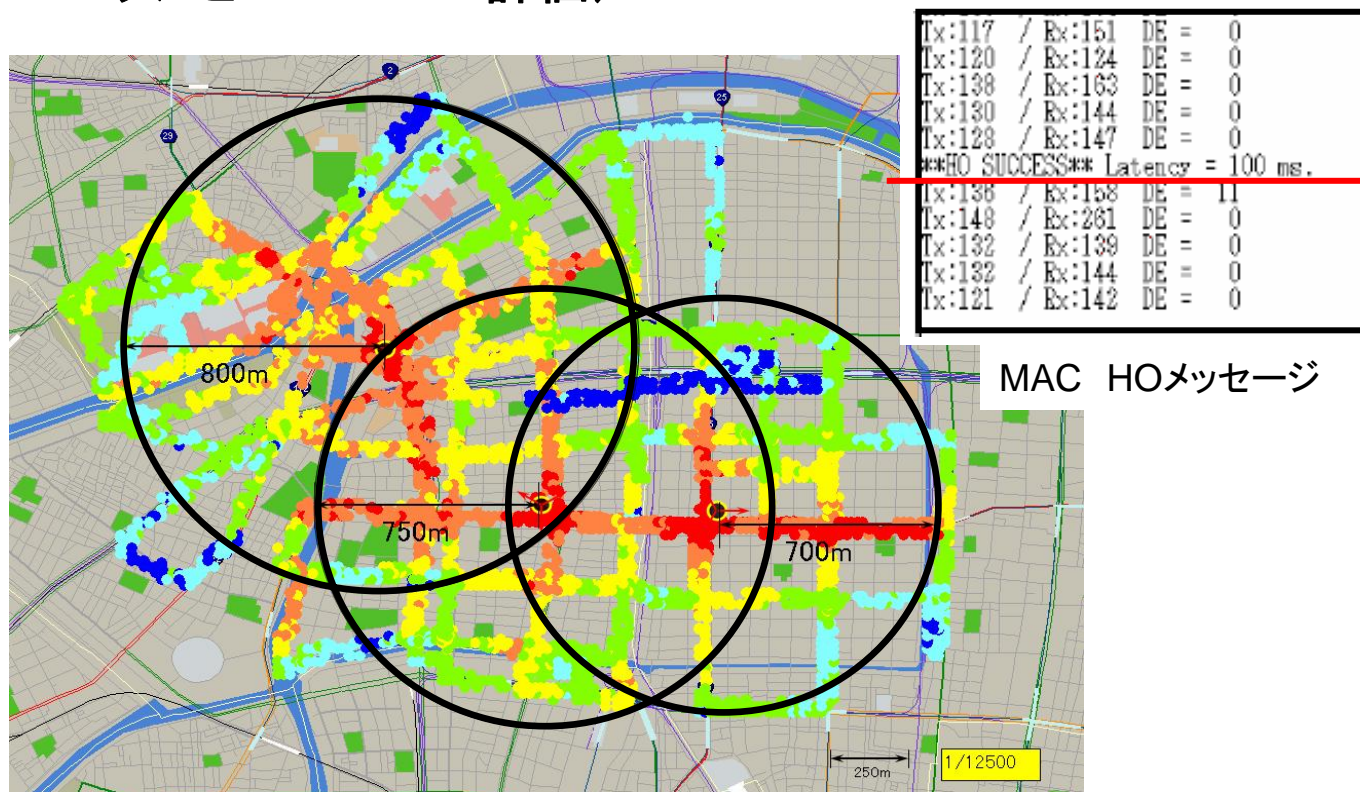 Tx:117 / Rx:151 DE = 0
Tx:120 / Rx:124 DE = 0
Tx:138 / Rx:163 DE = 0
Tx:130 / Rx:144 DE = 0
Tx:128 / Rx:147 DE = 0
**HO SUCCESS** Latency = 100 ms.
Tx:136 / Rx:158 DE = 11
Tx:148 / Rx:261 DE = 0
Tx:132 / Rx:139 DE = 0
Tx:132 / Rx:144 DE = 0
Tx:121 / Rx:142 DE = 0
MAC HOメッセージ
2
25
29
800m
750m
700m
250m
1/12500